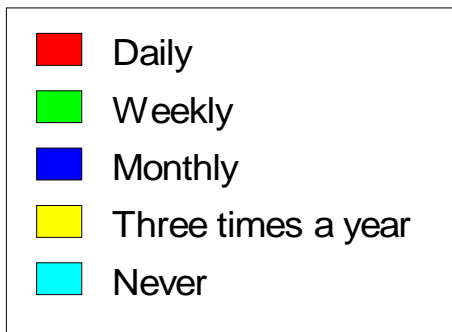 Daily
Weekly
Monthly
Three times a year
Never